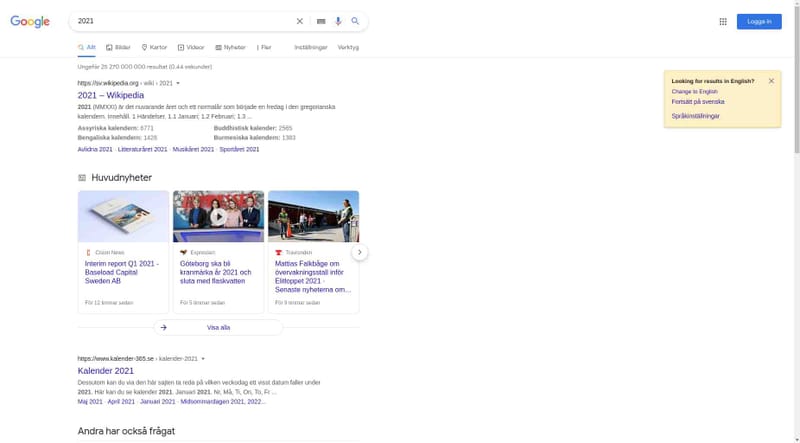 Google
2021
Logga in
Allt
Bilder
Kartor
Videor
Nyheter
Fler
Inställningar
Verktyg
Ungefär 25 270 000 000 resultat (0,44 sekunder)
Looking for results in English?
Change to English
Fortsätt på svenska
Språkinställningar
https://sv.wikipedia.org › wiki › 2021
2021 – Wikipedia
2021 (MMXXI) är det nuvarande året och ett normalår som började en fredag i den gregorianska
kalendern. Innehåll. 1 Händelser. 1.1 Januari; 1.2 Februari; 1.3 ...
Assyriska kalendern: 6771
Buddhistisk kalender: 2565
Bengaliska kalendern: 1428
Burmesiska kalendern: 1383
Avlidna 2021 · Litteraturåret 2021 · Musikåret 2021 · Sportåret 2021
Huvudnyheter
Cision News
Interim report Q1 2021 -
Baseload Capital
Sweden AB
För 12 timmar sedan
Expressen
Göteborg ska bli
kranmärka år 2021 och
sluta med flaskvatten
För 5 timmar sedan
Travronden
Mattias Falkbåge om
övervakningsstall inför
Elitloppet 2021 ·
Senaste nyheterna om...
För 9 timmar sedan
Visa alla
https://www.kalender-365.se › kalender-2021
Kalender 2021
Dessutom kan du via den här sajten ta reda på vilken veckodag ett visst datum faller under
2021. Här kan du se kalender 2021. Januari 2021. Nr, Må, Ti, On, To, Fr ...
Maj 2021 · April 2021 · Januari 2021 · Midsommardagen 2021, 2022...
Andra har också frågat